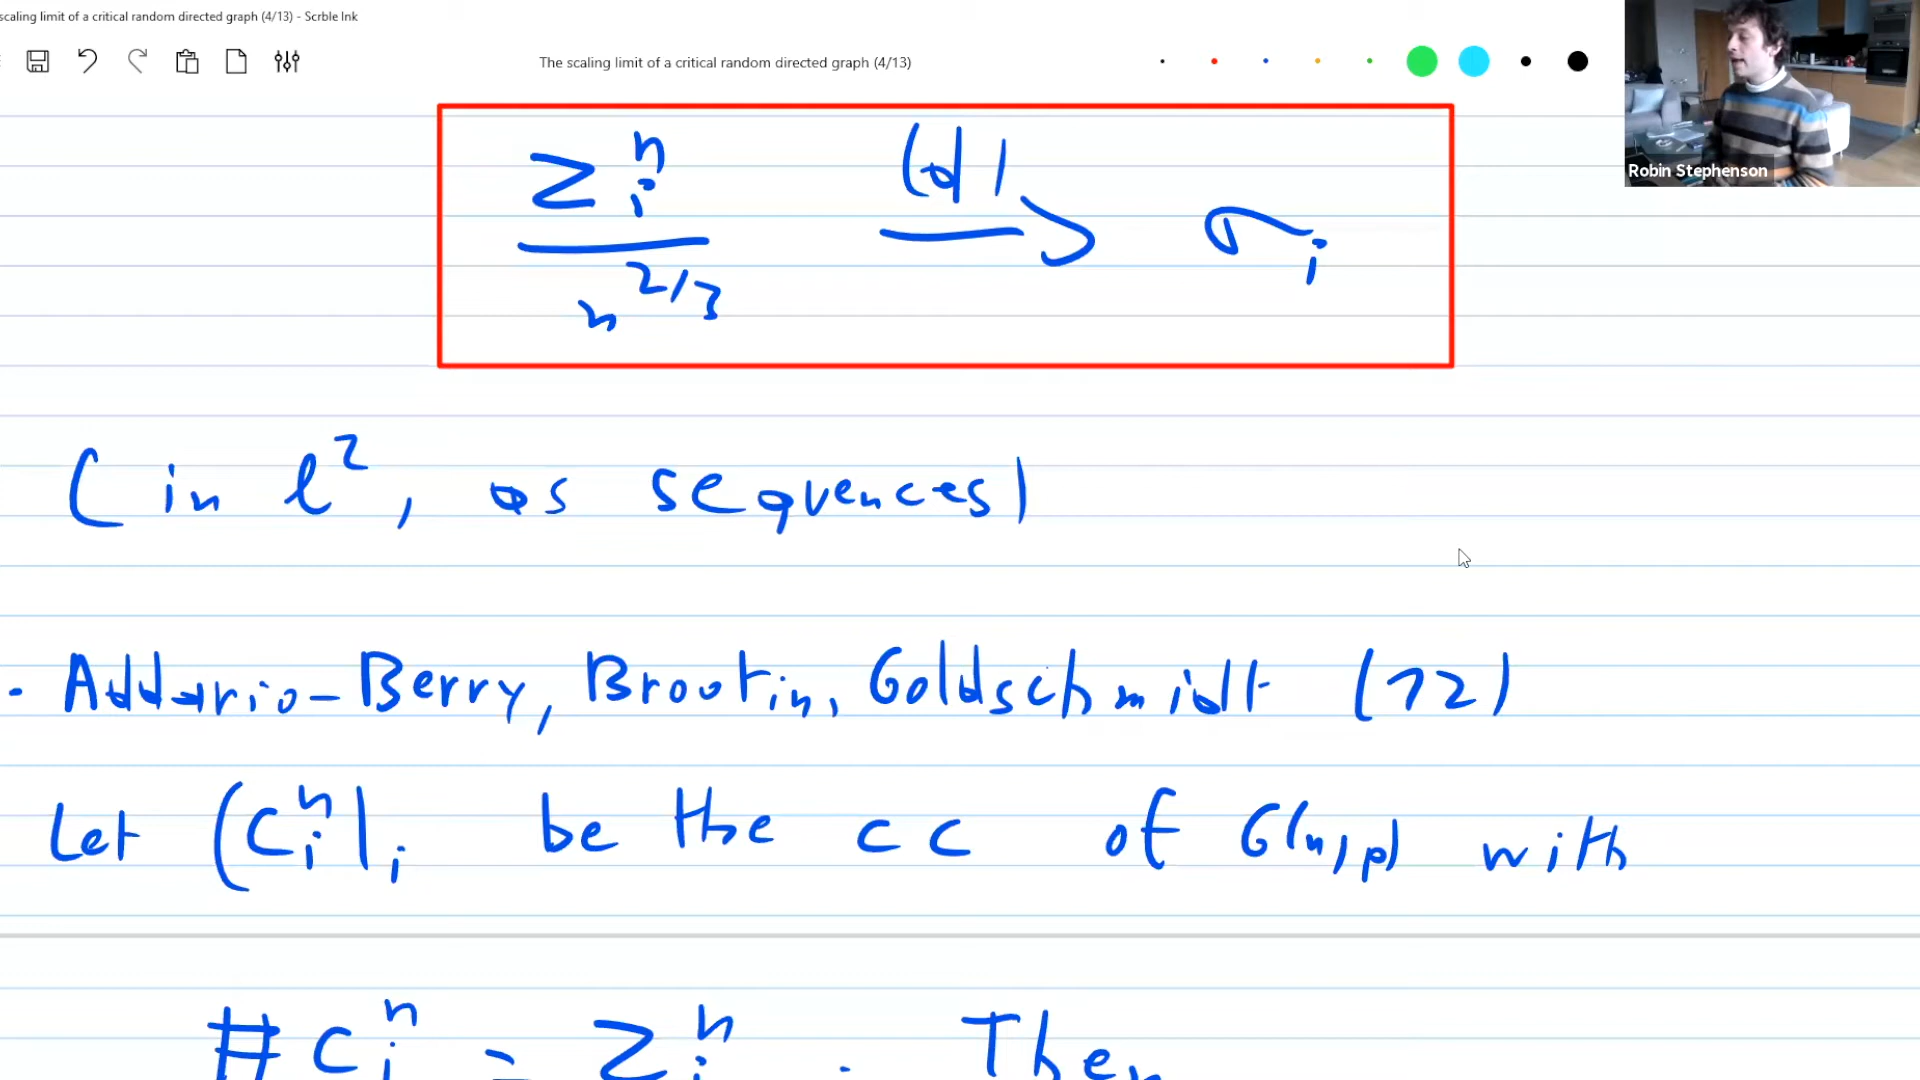 scaling limit of a critical random directed graph (4/13) - Scrble Ink
The scaling limit of a critical random directed graph (4/13)
Robin Stephenson
Z_i^n / n^{2/3} (d)→ σ_i
(in ℓ^2, as sequences)
. Addario-Berry, Broutin, Goldschmidt (12)
Let (C_i^n)_i be the cc of G(n,p) with
#C_i^n = Z_i^n. Then